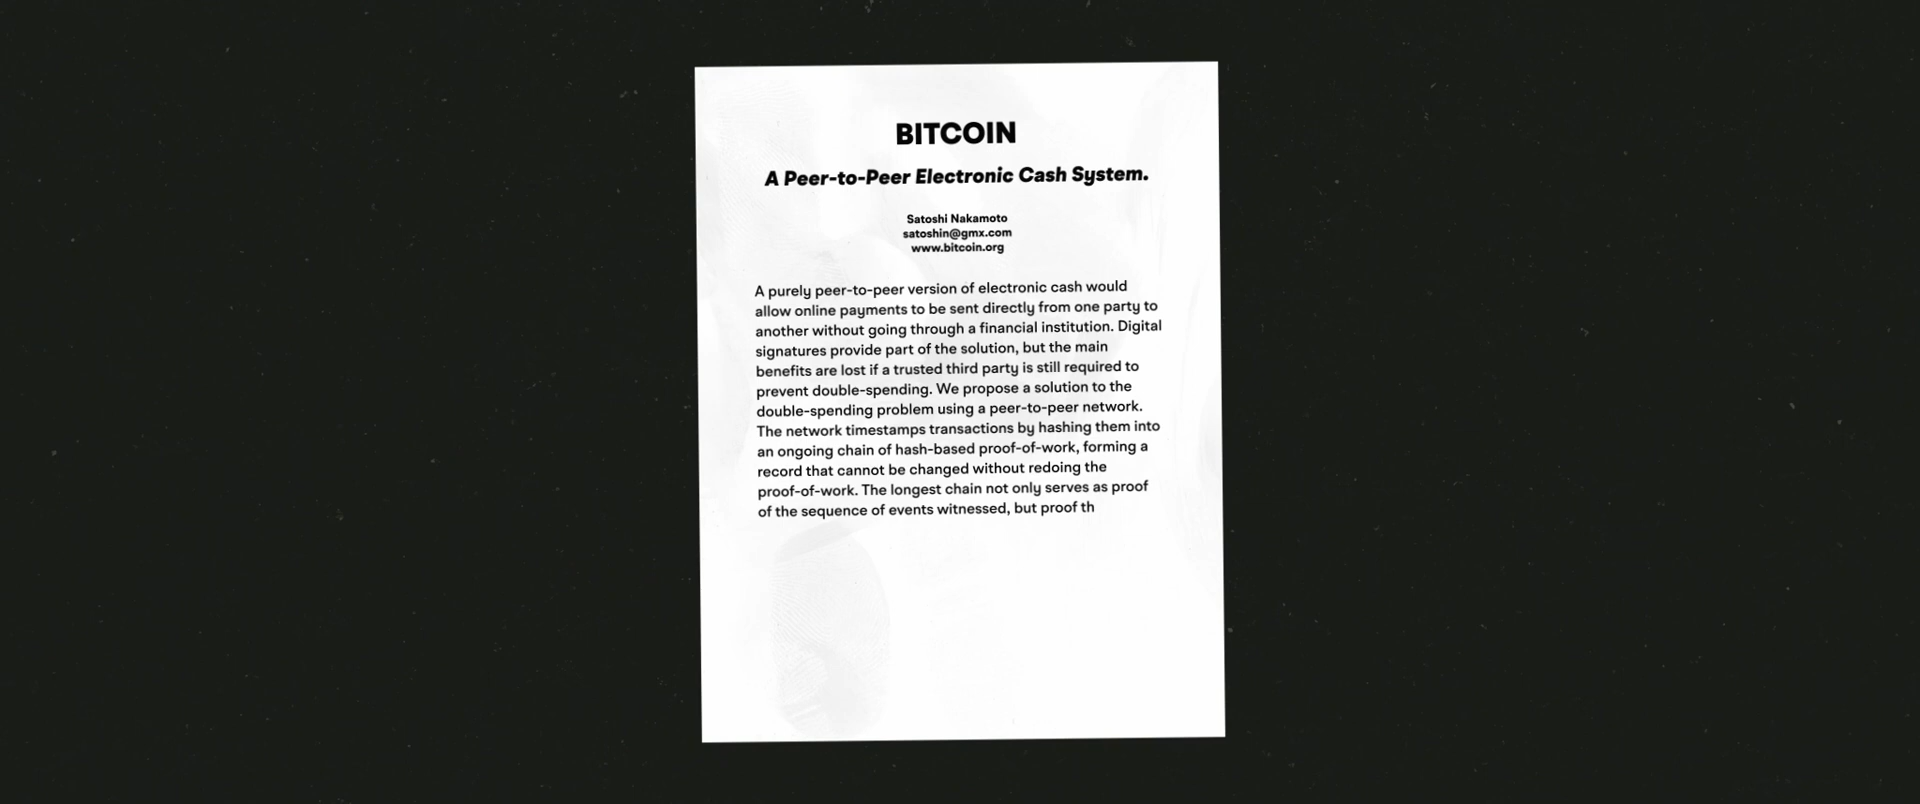 BITCOIN
A Peer-to-Peer Electronic Cash System.
Satoshi Nakamoto
satoshin@gmx.com
www.bitcoin.org
A purely peer-to-peer version of electronic cash would
allow online payments to be sent directly from one party to
another without going through a financial institution. Digital
signatures provide part of the solution, but the main
benefits are lost if a trusted third party is still required to
prevent double-spending. We propose a solution to the
double-spending problem using a peer-to-peer network.
The network timestamps transactions by hashing them into
an ongoing chain of hash-based proof-of-work, forming a
record that cannot be changed without redoing the
proof-of-work. The longest chain not only serves as proof
of the sequence of events witnessed, but proof th